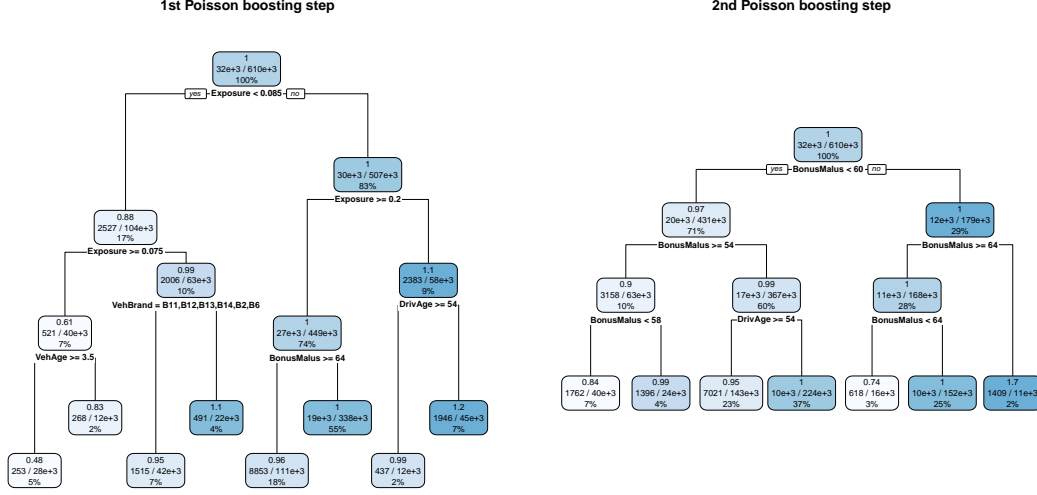 1st Poisson boosting step
1
32e+3 / 610e+3
100%
yes Exposure < 0.085 no
1
30e+3 / 507e+3
83%
Exposure >= 0.2
0.88
2527 / 104e+3
17%
Exposure >= 0.075
0.99
2006 / 63e+3
10%
VehBrand = B11,B12,B13,B14,B2,B6
1.1
2383 / 58e+3
9%
DrivAge >= 54
0.61
521 / 40e+3
7%
VehAge >= 3.5
1
27e+3 / 449e+3
74%
BonusMalus >= 64
0.83
268 / 12e+3
2%
1.1
491 / 22e+3
4%
1
19e+3 / 338e+3
55%
1.2
1946 / 45e+3
7%
0.48
253 / 28e+3
5%
0.95
1515 / 42e+3
7%
0.96
8853 / 111e+3
18%
0.99
437 / 12e+3
2%
2nd Poisson boosting step
1
32e+3 / 610e+3
100%
yes BonusMalus < 60 no
0.97
20e+3 / 431e+3
71%
BonusMalus >= 54
1
12e+3 / 179e+3
29%
BonusMalus >= 64
0.9
3158 / 63e+3
10%
BonusMalus < 58
0.99
17e+3 / 367e+3
60%
DrivAge >= 54
1
11e+3 / 168e+3
28%
BonusMalus < 64
0.84
1762 / 40e+3
7%
0.99
1396 / 24e+3
4%
0.95
7021 / 143e+3
23%
1
10e+3 / 224e+3
37%
0.74
618 / 16e+3
3%
1
10e+3 / 152e+3
25%
1.7
1409 / 11e+3
2%